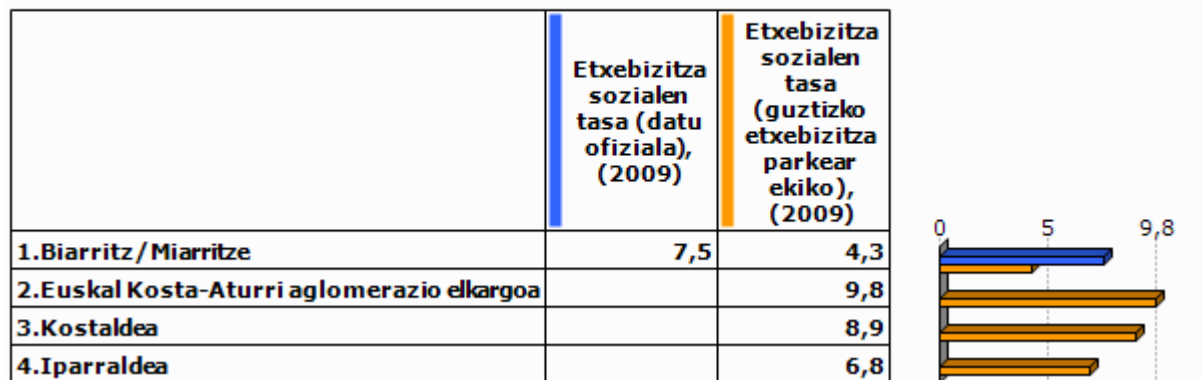 Etxebizitza
sozialen
tasa (datu
ofiziala),
(2009)
Etxebizitza
sozialen
tasa
(guztizko
etxebizitza
parkear
ekiko),
(2009)
0 5 9,8
1.Biarritz/Miarritze 7,5 4,3
2.Euskal Kosta-Aturri aglomerazio elkargoa 9,8
3.Kostaldea 8,9
4.Iparraldea 6,8